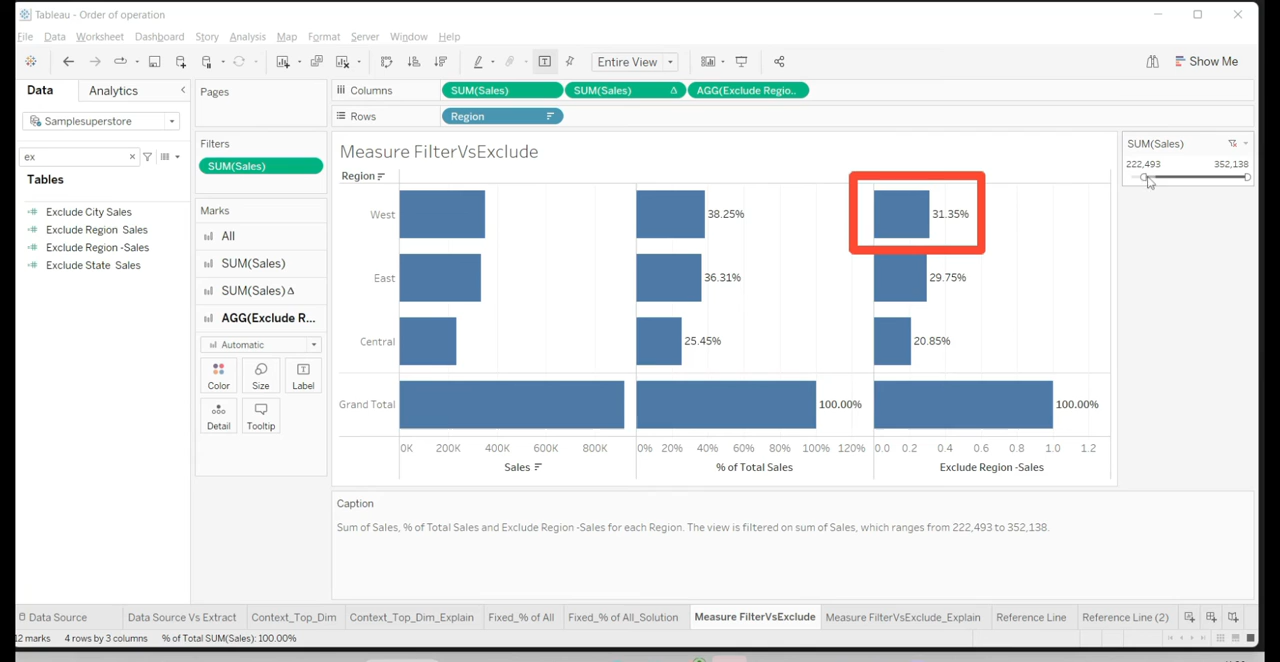 Tableau - Order of operation
File Data Worksheet Dashboard Story Analysis Map Format Server Window Help
Entire View
Show Me
Data Analytics
Samplesuperstore
ex
Tables
Exclude City Sales
Exclude Region Sales
Exclude Region -Sales
Exclude State Sales
Pages
Filters
SUM(Sales)
Marks
All
SUM(Sales)
SUM(Sales) Δ
AGG(Exclude R...
Automatic
Color Size Label
Detail Tooltip
Columns SUM(Sales) SUM(Sales) Δ AGG(Exclude Regio..
Rows Region
Measure FilterVsExclude
Region
West 38.25% 31.35%
East 36.31% 29.75%
Central 25.45% 20.85%
Grand Total 100.00% 100.00%
0K 200K 400K 600K 800K 0% 20% 40% 60% 80% 100% 120% 0.0 0.2 0.4 0.6 0.8 1.0 1.2
Sales % of Total Sales Exclude Region -Sales
SUM(Sales)
222,493 352,138
Caption
Sum of Sales, % of Total Sales and Exclude Region -Sales for each Region. The view is filtered on sum of Sales, which ranges from 222,493 to 352,138.
Data Source Data Source Vs Extract Context_Top_Dim Context_Top_Dim_Explain Fixed_% of All Fixed_% of All_Solution Measure FilterVsExclude Measure FilterVsExclude_Explain Reference Line Reference Line (2)
12 marks 4 rows by 3 columns % of Total SUM(Sales): 100.00%